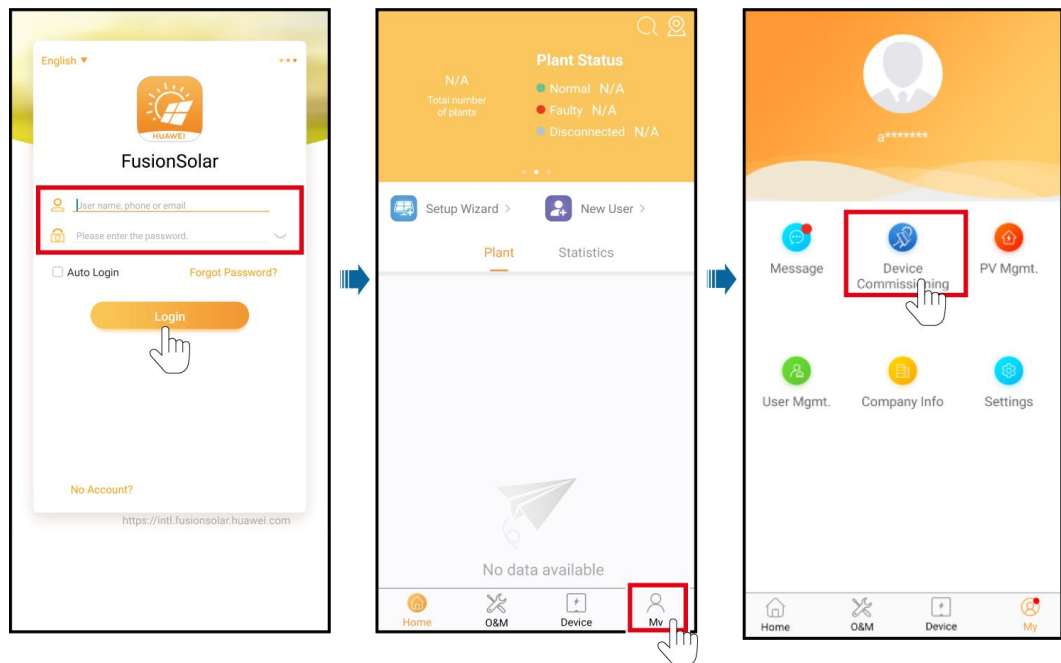 English
HUAWEI
FusionSolar
User name, phone or email
Please enter the password.
Auto Login
Forgot Password?
Login
No Account?
https://intl.fusionsolar.huawei.com
Plant Status
N/A
Total number
of plants
Normal N/A
Faulty N/A
Disconnected N/A
Setup Wizard >
New User >
Plant
Statistics
No data available
Home
O&M
Device
My
a*******
Message
Device
Commissioning
PV Mgmt.
User Mgmt.
Company Info
Settings
Home
O&M
Device
My